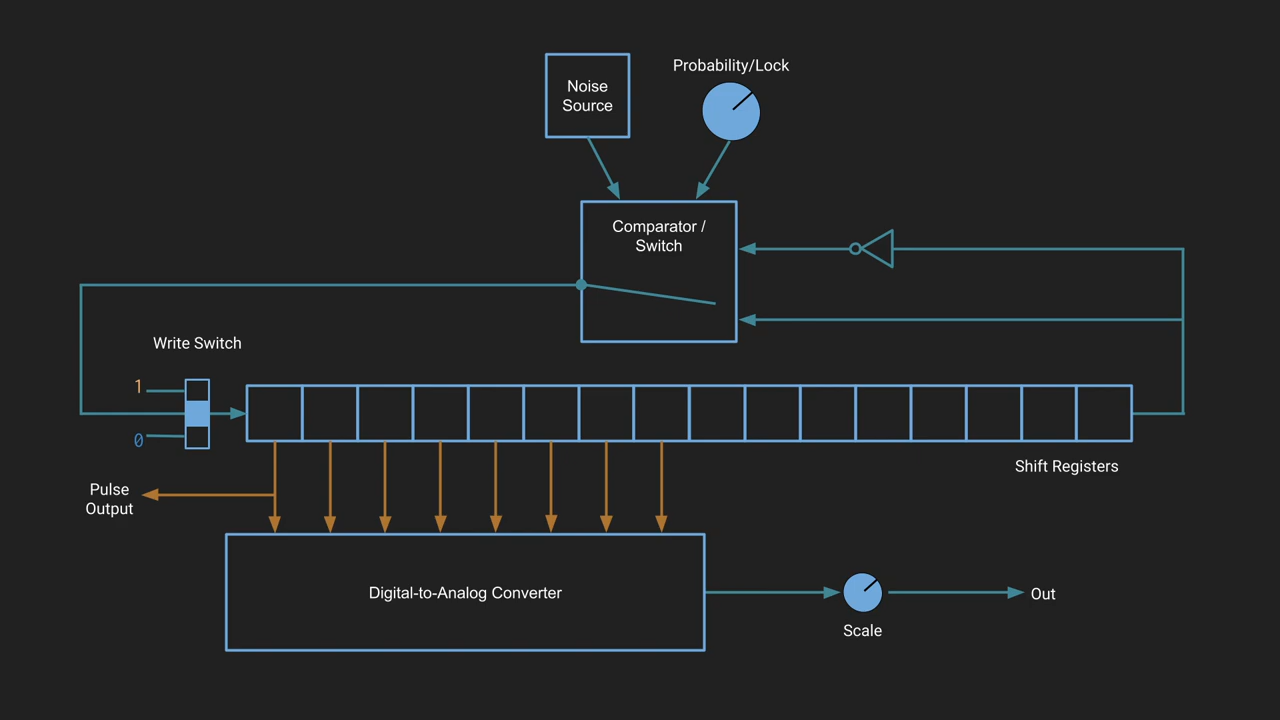 Noise
Source
Probability/Lock
Comparator /
Switch
Write Switch
1
0
Shift Registers
Pulse
Output
Digital-to-Analog Converter
Out
Scale